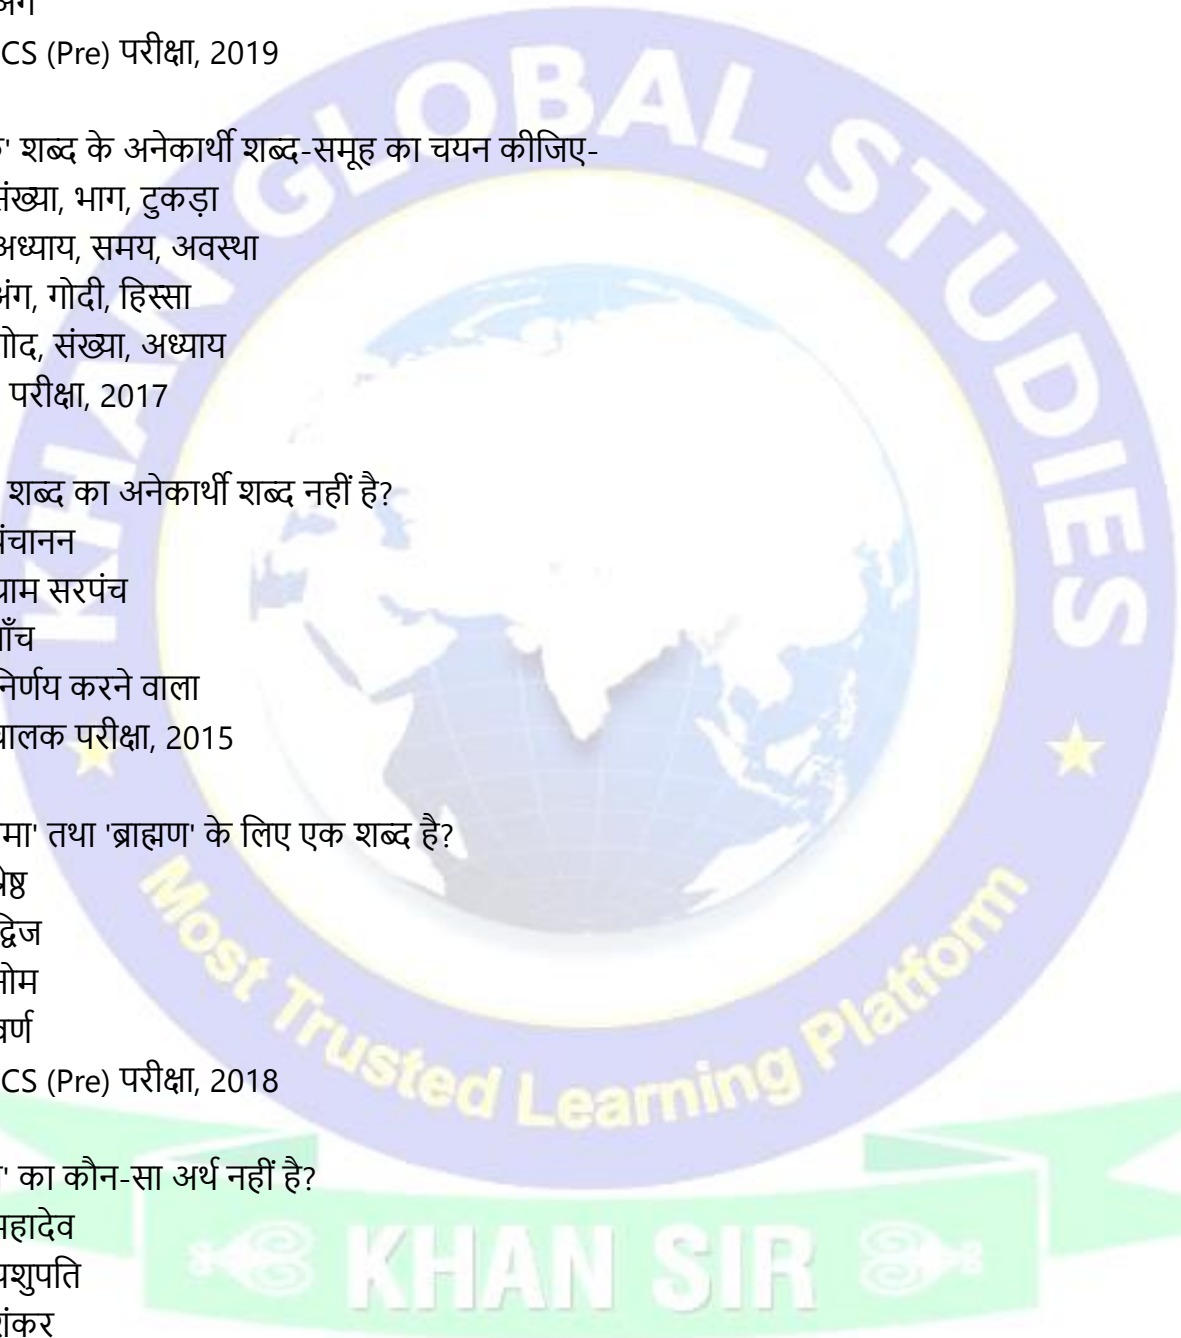 CS (Pre) परीक्षा, 2019
' शब्द के अनेकार्थी शब्द-समूह का चयन कीजिए-
संख्या, भाग, टुकड़ा
अध्याय, समय, अवस्था
अंग, गोदी, हिस्सा
गोद, संख्या, अध्याय
परीक्षा, 2017
शब्द का अनेकार्थी शब्द नहीं है?
पंचानन
ग्राम सरपंच
पाँच
निर्णय करने वाला
चालक परीक्षा, 2015
मा' तथा 'ब्राह्मण' के लिए एक शब्द है?
श्रेष्ठ
द्विज
सोम
वर्ण
CS (Pre) परीक्षा, 2018
' का कौन-सा अर्थ नहीं है?
महादेव
पशुपति
शंकर
KHAN GLOBAL STUDIES
Most Trusted Learning Platform
KHAN SIR